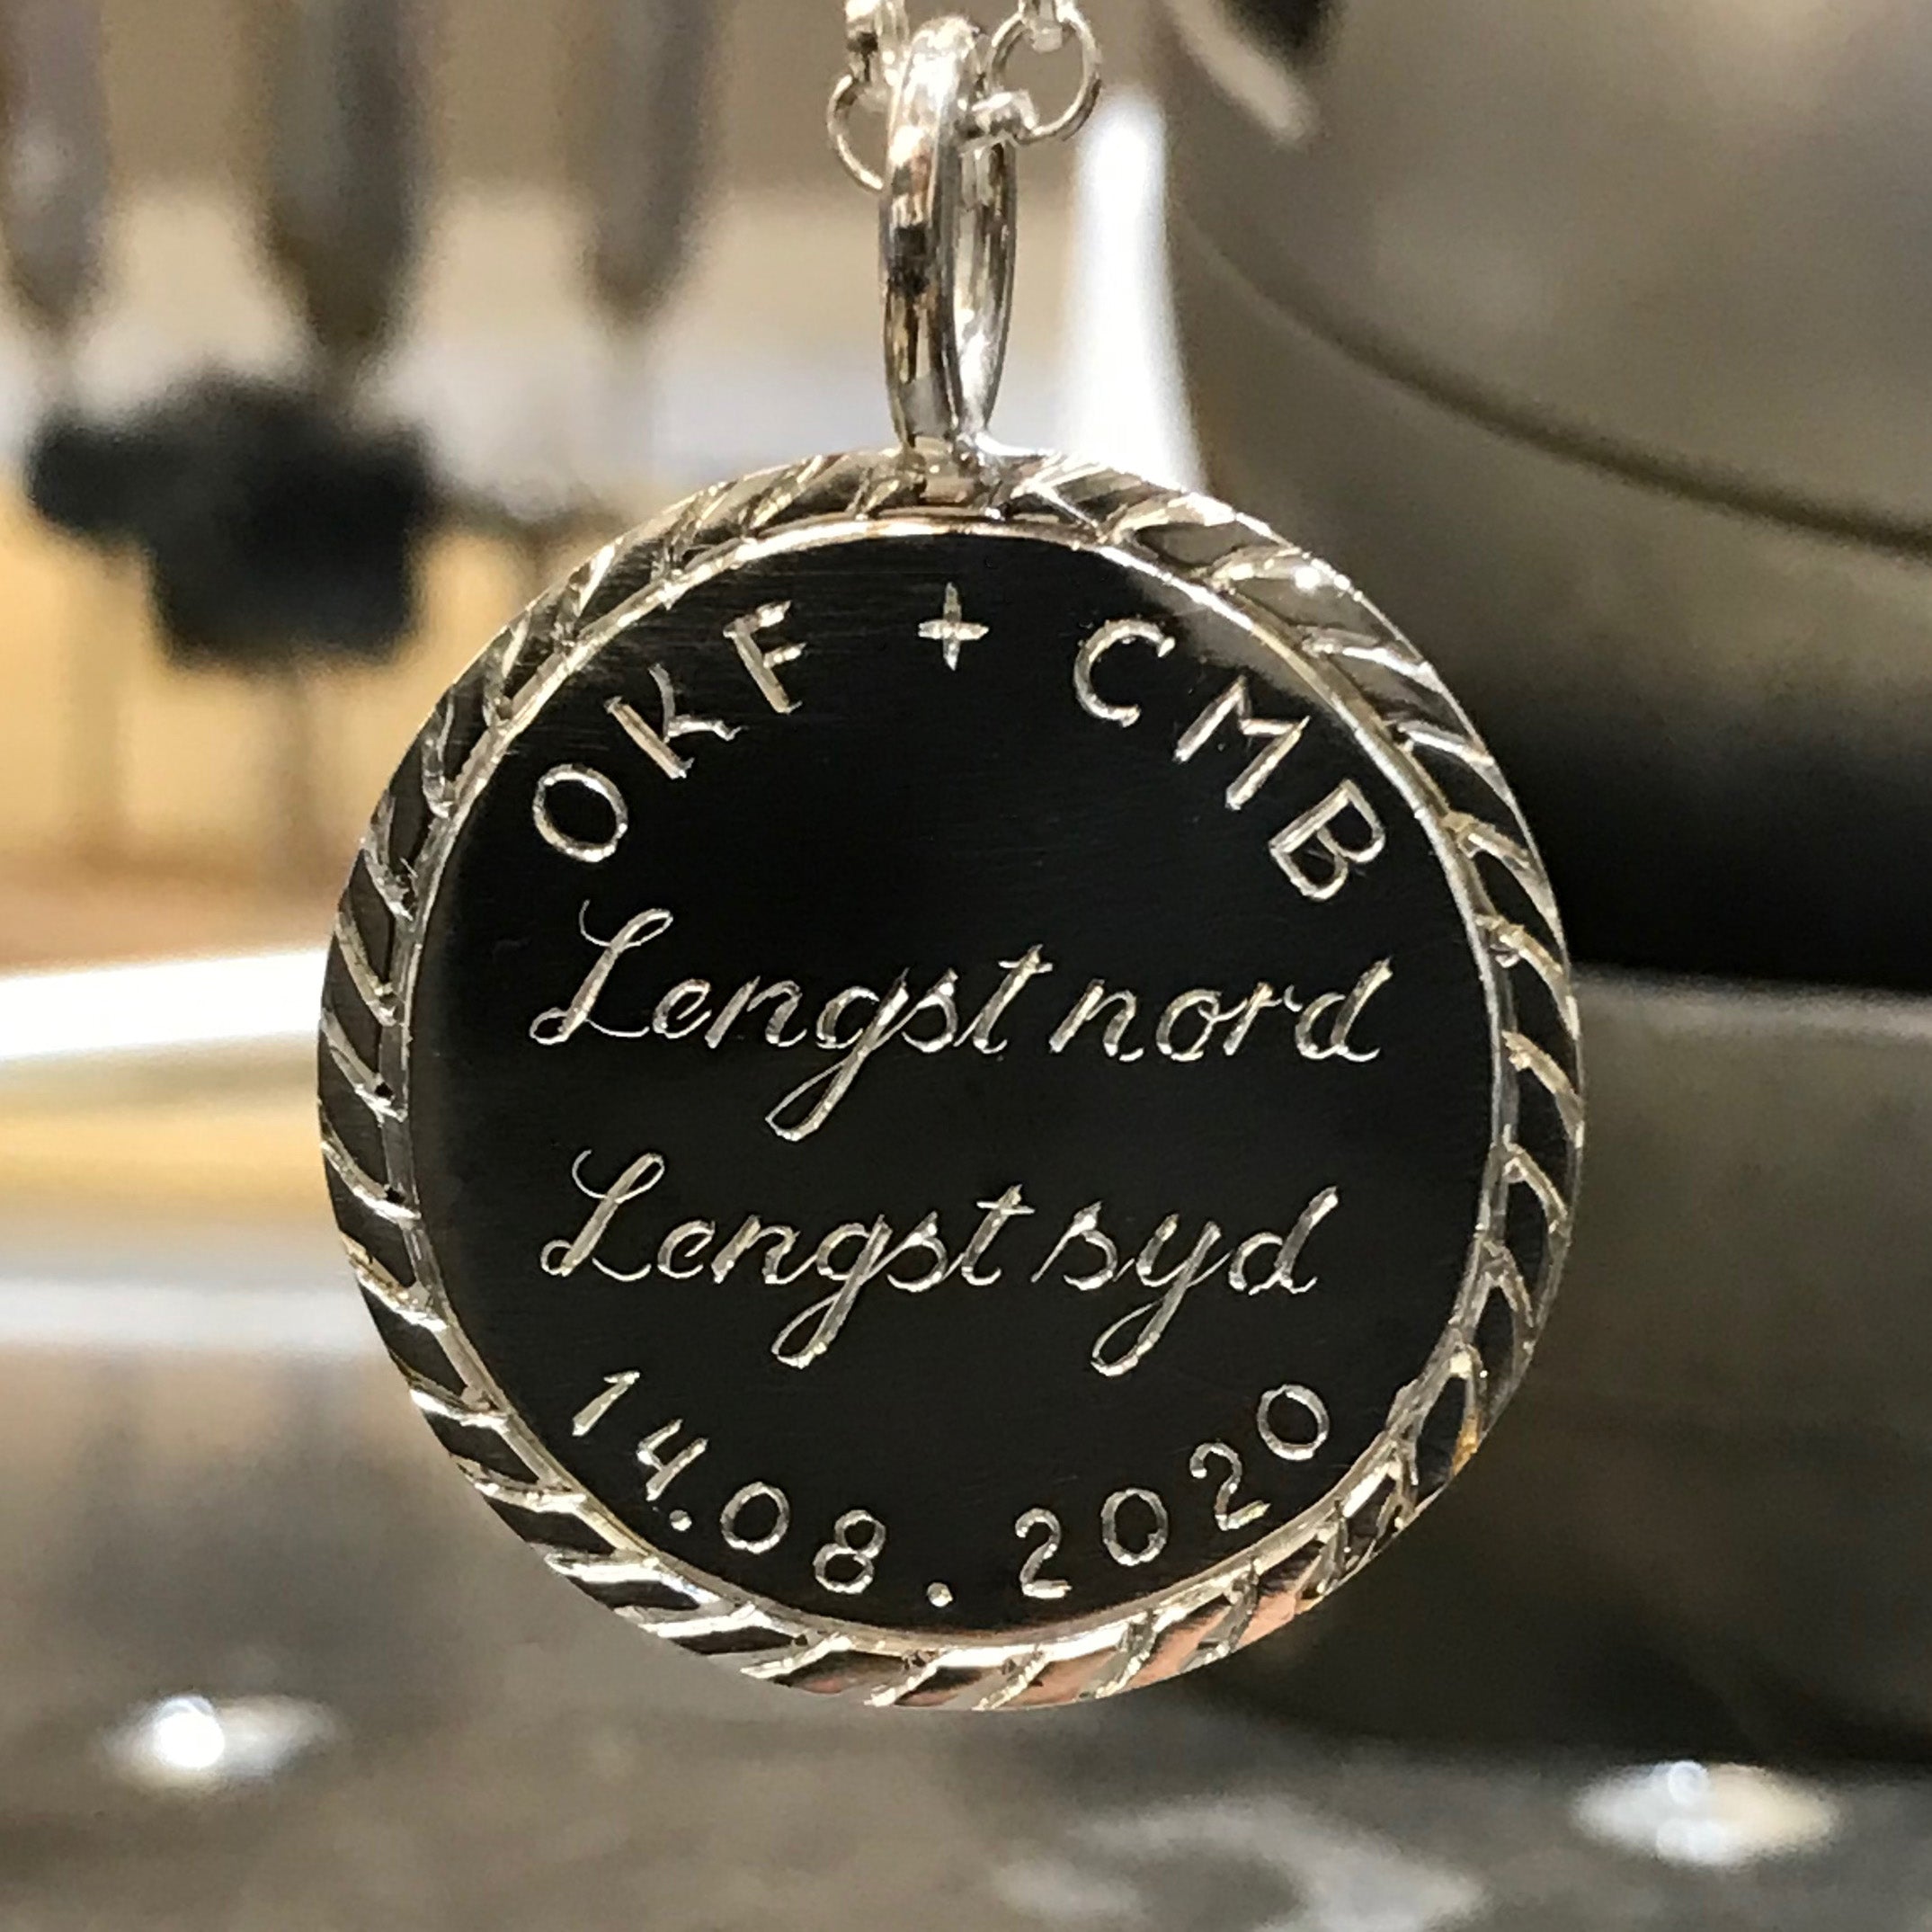 OKF + CMB
Lengst nord
Lengst syd
14.08.2020